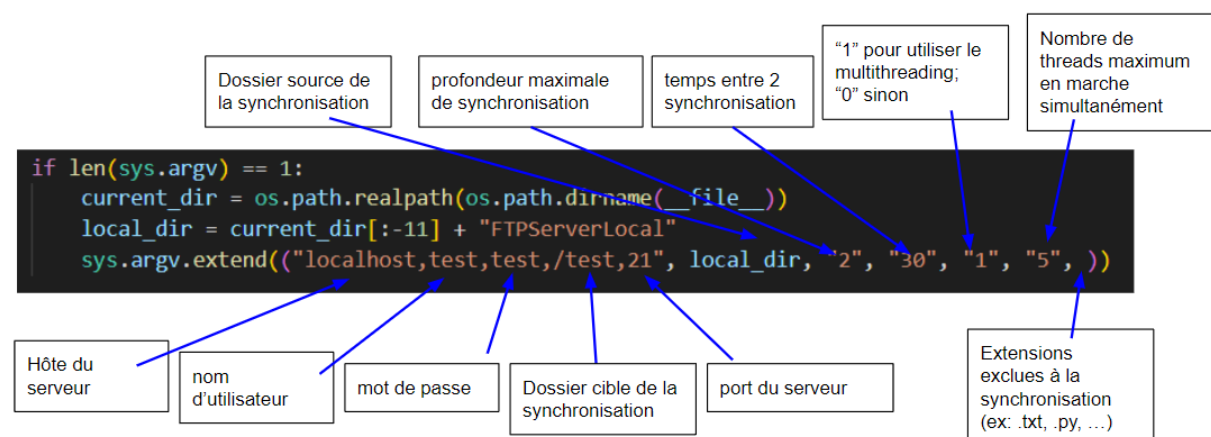 Dossier source de
la synchronisation
profondeur maximale
de synchronisation
temps entre 2
synchronisation
“1” pour utiliser le
multithreading;
“0” sinon
Nombre de
threads maximum
en marche
simultanément
if len(sys.argv) == 1:
    current_dir = os.path.realpath(os.path.dirname(__file__))
    local_dir = current_dir[:-11] + "FTPServerLocal"
    sys.argv.extend(("localhost,test,test,/test,21", local_dir, "2", "30", "1", "5", ))
Hôte du
serveur
nom
d’utilisateur
mot de passe
Dossier cible de la
synchronisation
port du serveur
Extensions
exclues à la
synchronisation
(ex: .txt, .py, …)